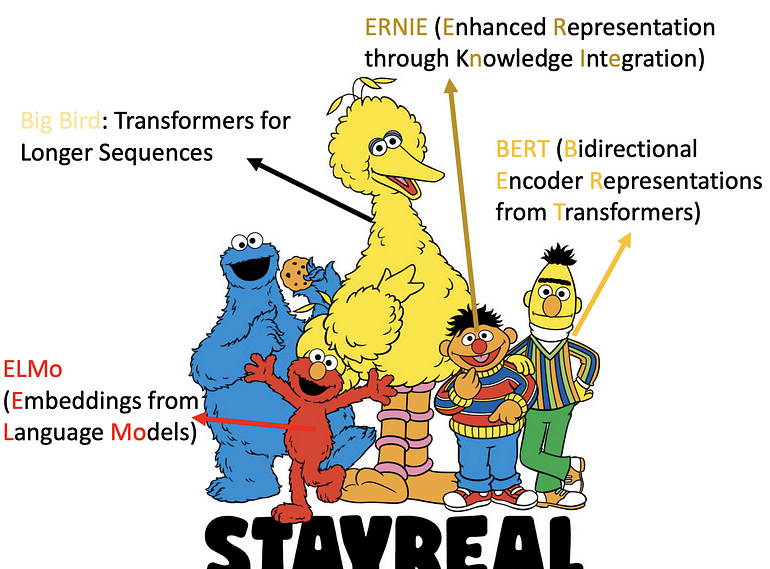 ERNIE (Enhanced Representation
through Knowledge Integration)
Big Bird: Transformers for
Longer Sequences
BERT (Bidirectional
Encoder Representations
from Transformers)
ELMo
(Embeddings from
Language Models)
STAYREAL